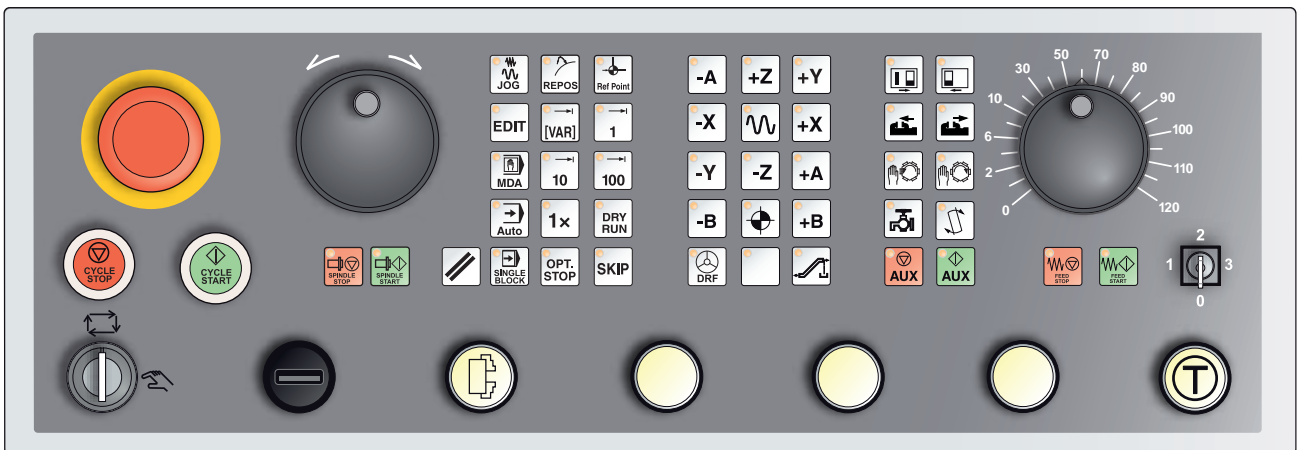 JOG
REPOS
Ref Point
EDIT
[VAR]
1
MDA
10
100
Auto
1×
DRY
RUN
SINGLE
BLOCK
OPT.
STOP
SKIP
-A
+Z
+Y
-X
+X
-Y
-Z
+A
-B
+B
DRF
AUX
AUX
0
2
6
10
30
50
70
80
90
100
110
120
CYCLE
STOP
CYCLE
START
SPINDLE
STOP
SPINDLE
START
FEED
STOP
FEED
START
2
1
3
0
T